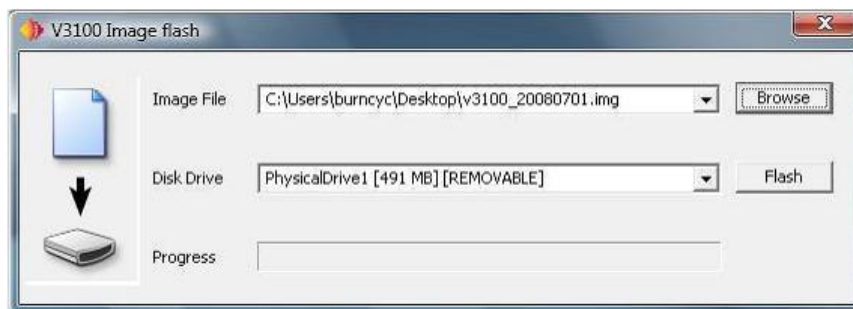 V3100 Image flash
Image File C:\Users\burncyc\Desktop\v3100_20080701.img Browse
Disk Drive PhysicalDrive1 [491 MB] [REMOVABLE] Flash
Progress